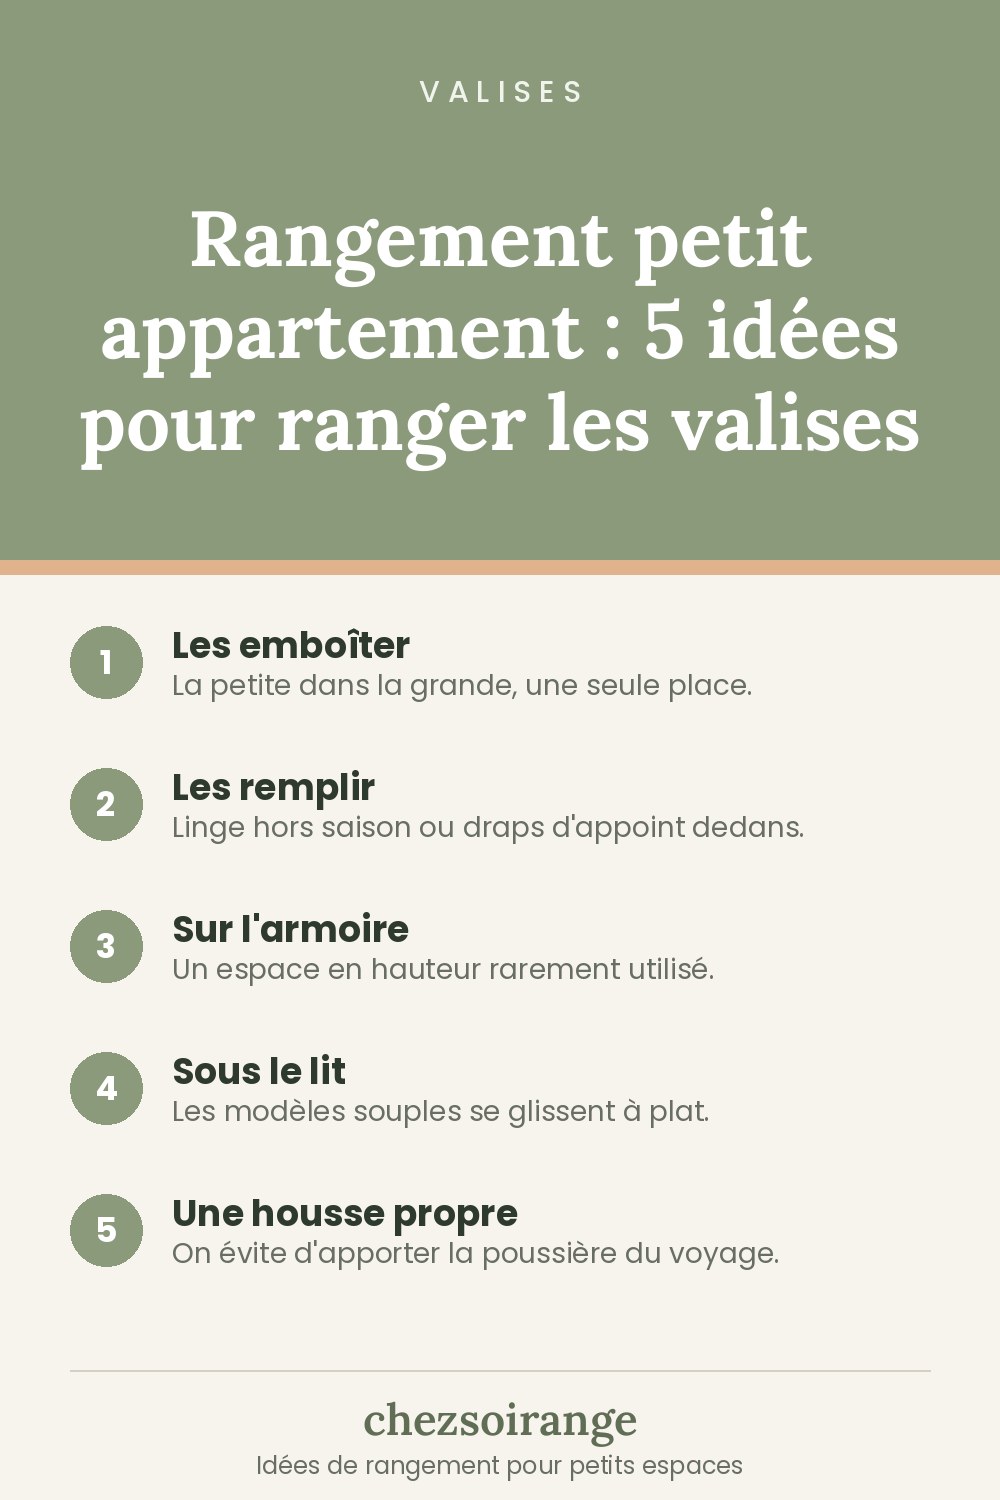 VALISES
Rangement petit
appartement : 5 idées
pour ranger les valises
1
Les emboîter
La petite dans la grande, une seule place.
2
Les remplir
Linge hors saison ou draps d'appoint dedans.
3
Sur l'armoire
Un espace en hauteur rarement utilisé.
4
Sous le lit
Les modèles souples se glissent à plat.
5
Une housse propre
On évite d'apporter la poussière du voyage.
chezsoirange
Idées de rangement pour petits espaces